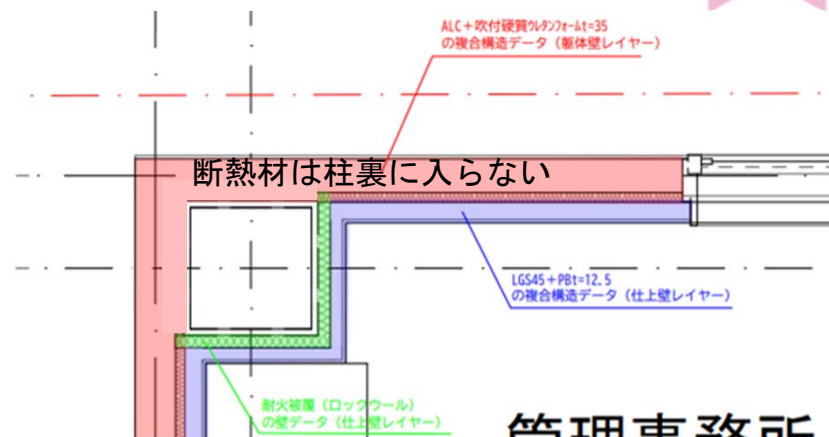 ALC+吹付硬質ウレタンフォームt=35
の複合構造データ（躯体壁レイヤー）
断熱材は柱裏に入らない
LGS45+PBt=12.5
の複合構造データ（仕上壁レイヤー）
耐火被覆（ロックウール）
の壁データ（仕上壁レイヤー）
管理事務所